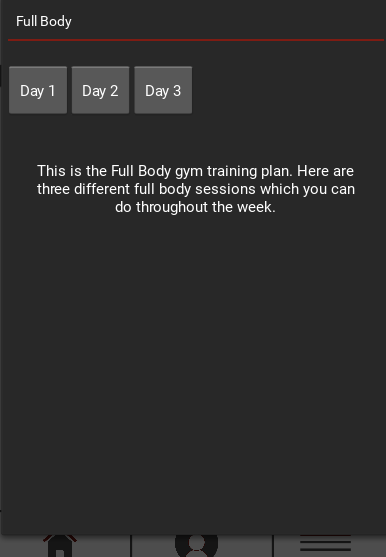 Full Body
Day 1 Day 2 Day 3
This is the Full Body gym training plan. Here are
three different full body sessions which you can
do throughout the week.